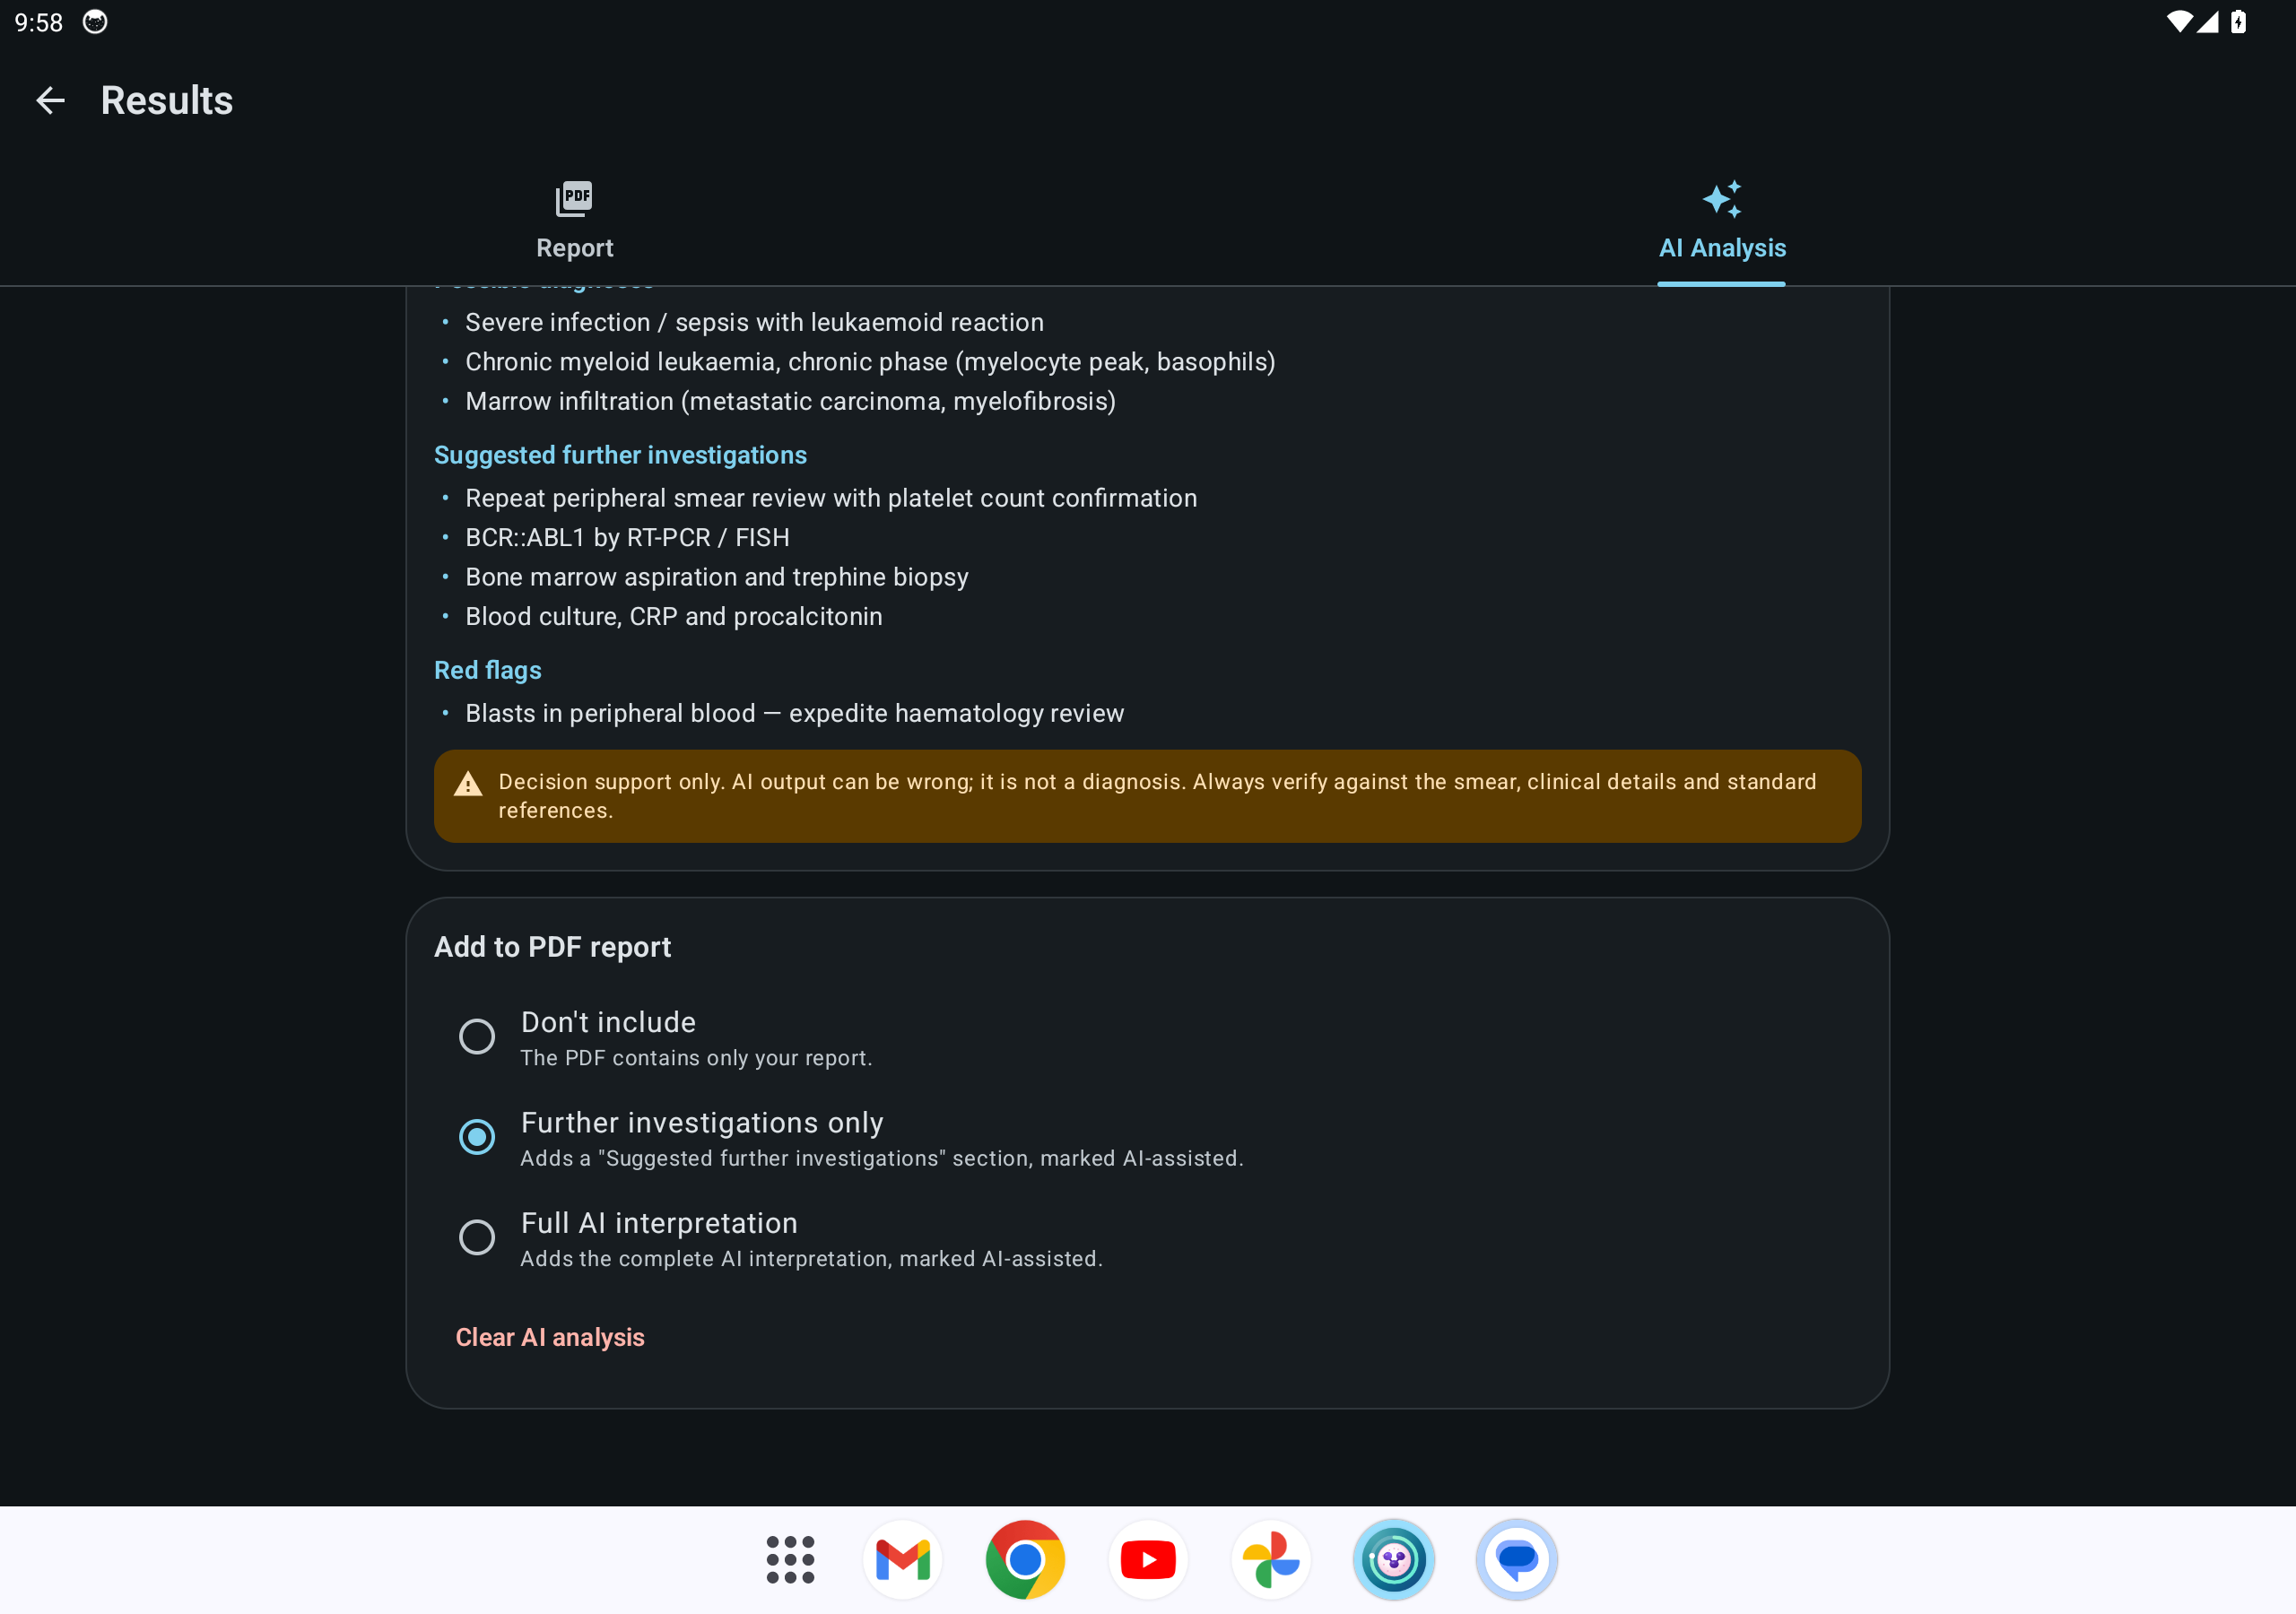 9:58
Results
PDF
Report
AI Analysis
Possible diagnoses
• Severe infection / sepsis with leukaemoid reaction
• Chronic myeloid leukaemia, chronic phase (myelocyte peak, basophils)
• Marrow infiltration (metastatic carcinoma, myelofibrosis)
Suggested further investigations
• Repeat peripheral smear review with platelet count confirmation
• BCR::ABL1 by RT-PCR / FISH
• Bone marrow aspiration and trephine biopsy
• Blood culture, CRP and procalcitonin
Red flags
• Blasts in peripheral blood — expedite haematology review
Decision support only. AI output can be wrong; it is not a diagnosis. Always verify against the smear, clinical details and standard
references.
Add to PDF report
Don't include
The PDF contains only your report.
Further investigations only
Adds a "Suggested further investigations" section, marked AI-assisted.
Full AI interpretation
Adds the complete AI interpretation, marked AI-assisted.
Clear AI analysis